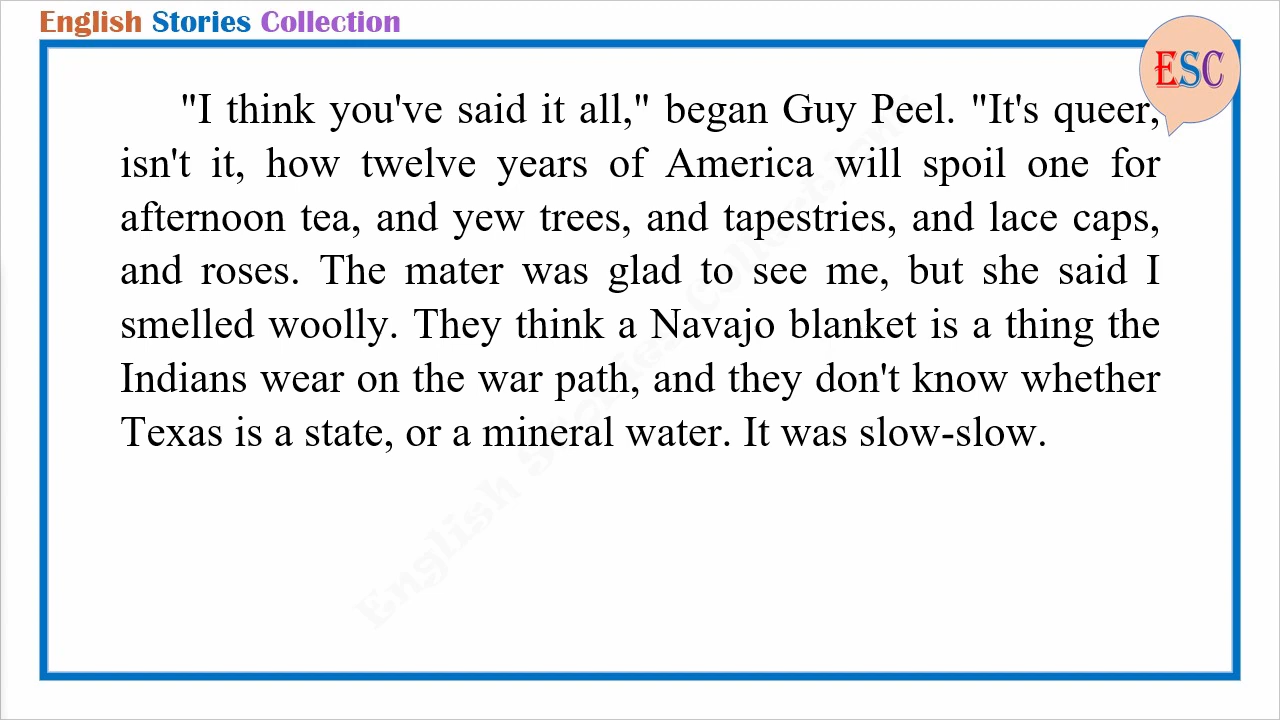 English Stories Collection
ESC
"I think you've said it all," began Guy Peel. "It's queer,
isn't it, how twelve years of America will spoil one for
afternoon tea, and yew trees, and tapestries, and lace caps,
and roses. The mater was glad to see me, but she said I
smelled woolly. They think a Navajo blanket is a thing the
Indians wear on the war path, and they don't know whether
Texas is a state, or a mineral water. It was slow-slow.
English Stories Collection